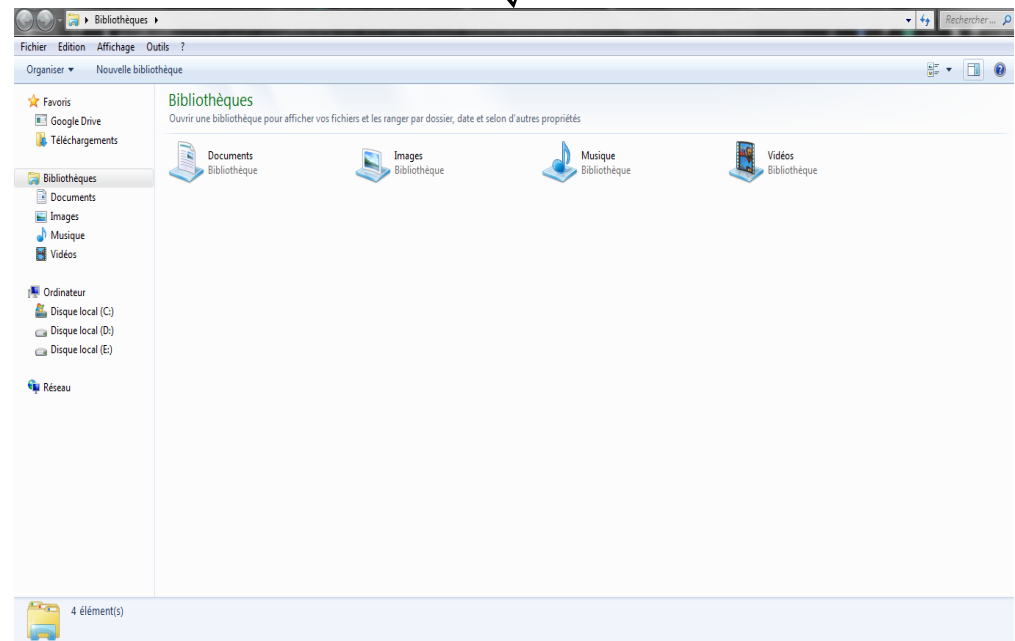 Bibliothèques
Rechercher ...
Fichier Edition Affichage Outils ?
Organiser Nouvelle bibliothèque
Favoris
Google Drive
Téléchargements
Bibliothèques
Documents
Images
Musique
Vidéos
Ordinateur
Disque local (C:)
Disque local (D:)
Disque local (E:)
Réseau
Bibliothèques
Ouvrir une bibliothèque pour afficher vos fichiers et les ranger par dossier, date et selon d'autres propriétés
Documents
Bibliothèque
Images
Bibliothèque
Musique
Bibliothèque
Vidéos
Bibliothèque
4 élément(s)